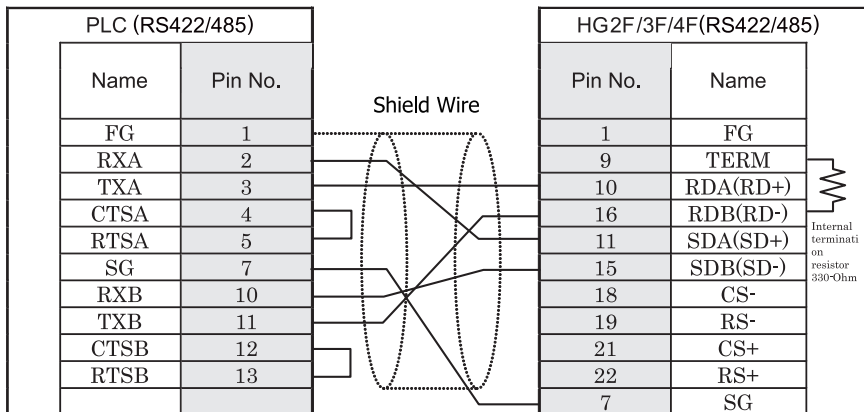 PLC (RS422/485)
Name Pin No.
FG 1
RXA 2
TXA 3
CTSA 4
RTSA 5
SG 7
RXB 10
TXB 11
CTSB 12
RTSB 13
Shield Wire
HG2F/3F/4F(RS422/485)
Pin No. Name
1 FG
9 TERM
10 RDA(RD+)
16 RDB(RD-)
11 SDA(SD+)
15 SDB(SD-)
18 CS-
19 RS-
21 CS+
22 RS+
7 SG
Internal
terminati
on
resistor
330-Ohm